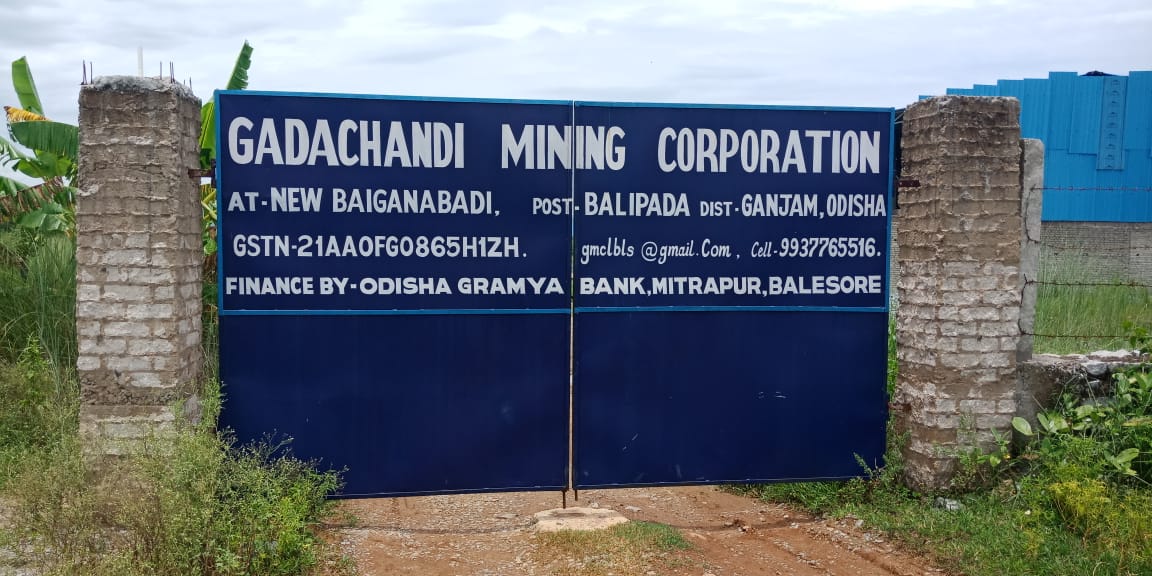 GADACHANDI MINING CORPORATION
AT-NEW BAIGANABADI, POST-BALIPADA DIST-GANJAM, ODISHA
GSTN-21AAOFG0865H1ZH. gmclbls @gmail.Com, Cell-9937765516.
FINANCE BY-ODISHA GRAMYA BANK, MITRAPUR, BALESORE